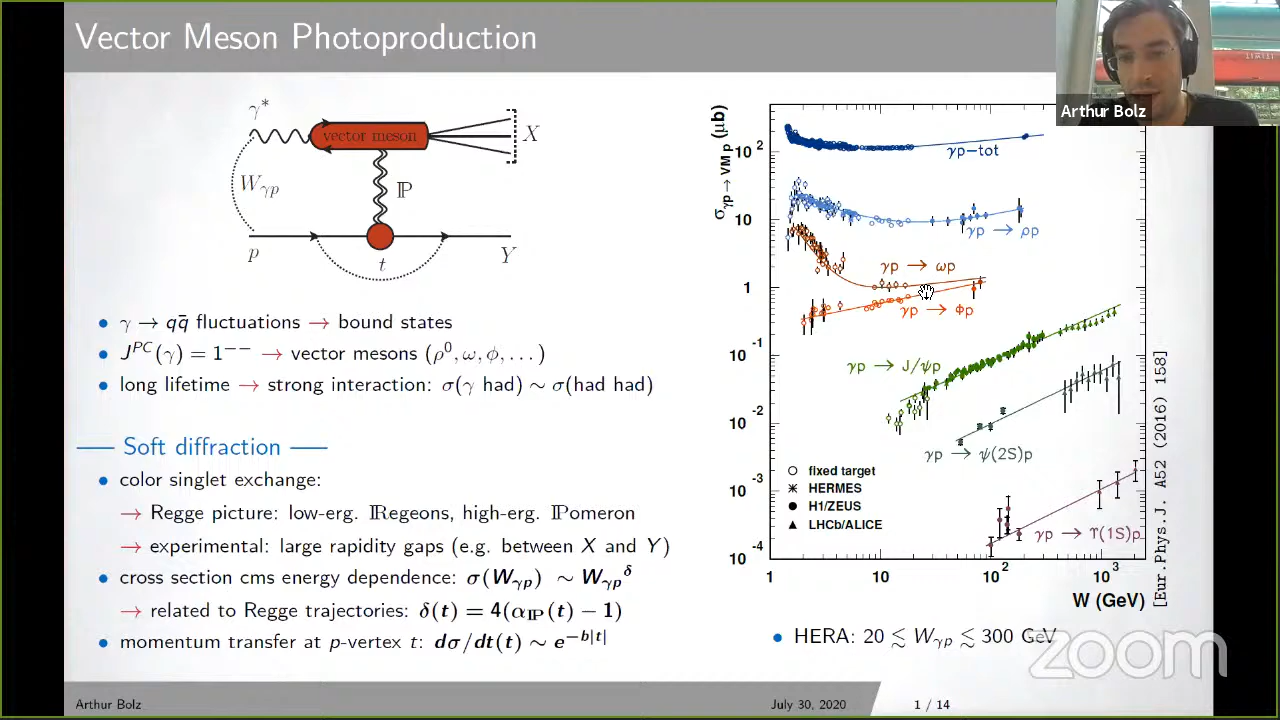 Vector Meson Photoproduction
Arthur Bolz
γ*
vector meson
X
W_γp
ℙ
p
t
Y
• γ → qq̄ fluctuations → bound states
• J^PC(γ) = 1^−− → vector mesons (ρ⁰, ω, ϕ, . . . )
• long lifetime → strong interaction: σ(γ had) ∼ σ(had had)
Soft diffraction
• color singlet exchange:
→ Regge picture: low-erg. ℝegeons, high-erg. ℙomeron
→ experimental: large rapidity gaps (e.g. between X and Y)
• cross section cms energy dependence: σ(W_γp) ∼ W_γp^δ
→ related to Regge trajectories: δ(t) = 4(α_ℙ(t) − 1)
• momentum transfer at p-vertex t: dσ/dt(t) ∼ e^−b|t|
σ_γp → VM p (μb)
10^2
10
1
10^-1
10^-2
10^-3
10^-4
γp−tot
γp → ρp
γp → ωp
γp → Φp
γp → J/ψp
γp → ψ(2S)p
γp → Υ(1S)p
○ fixed target
✳ HERMES
● H1/ZEUS
▲ LHCb/ALICE
1
10
10^2
10^3
W (GeV)
[Eur.Phys.J. A52 (2016) 158]
• HERA: 20 ≲ W_γp ≲ 300 GeV
zoom
Arthur Bolz
July 30, 2020
1 / 14